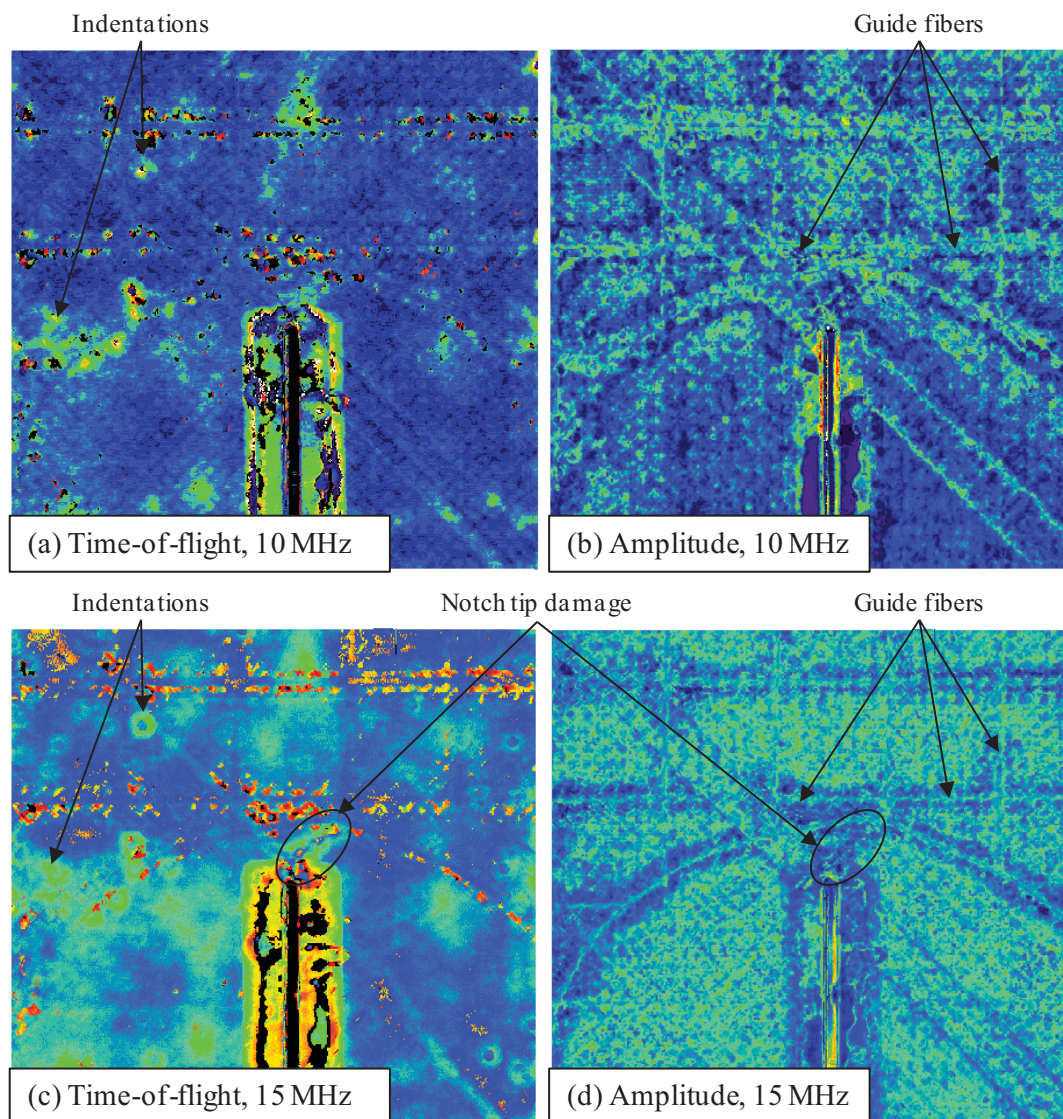 Indentations
Guide fibers
(a) Time-of-flight, 10 MHz
(b) Amplitude, 10 MHz
Indentations
Notch tip damage
Guide fibers
(c) Time-of-flight, 15 MHz
(d) Amplitude, 15 MHz